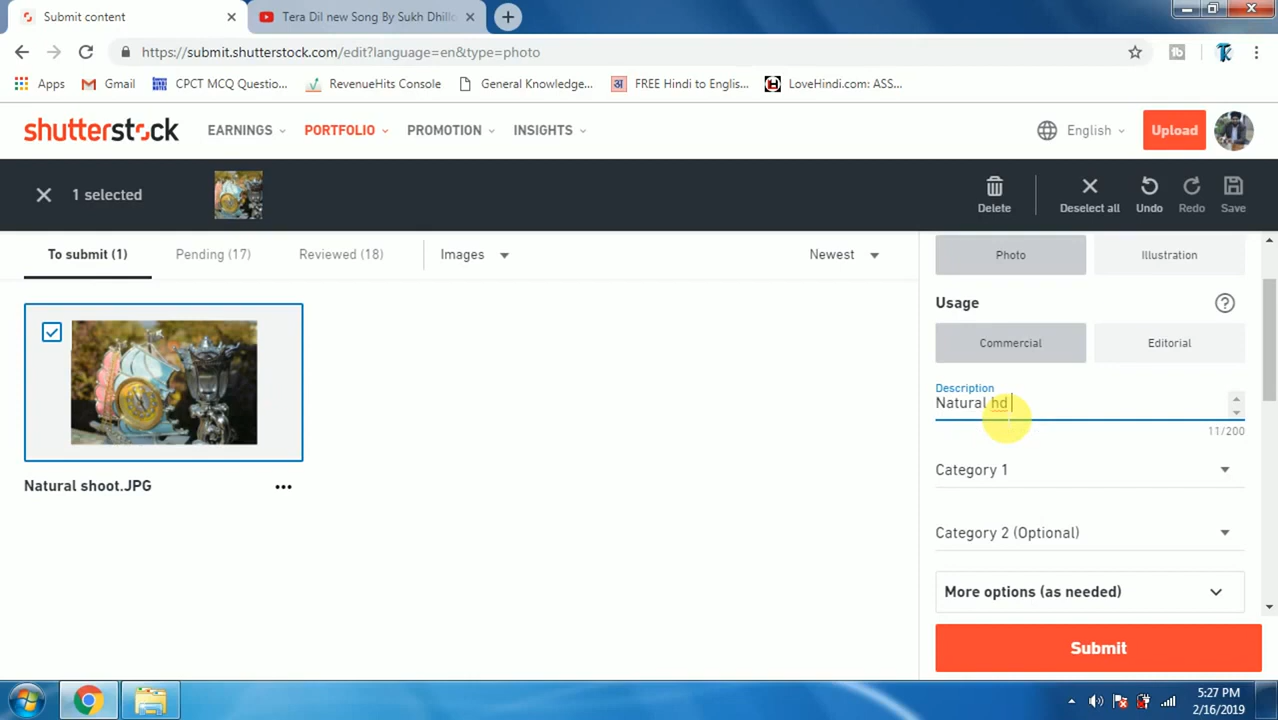 Submit content
Tera Dil new Song By Sukh Dhillo
https://submit.shutterstock.com/edit?language=en&type=photo
Apps
Gmail
CPCT MCQ Questio...
RevenueHits Console
General Knowledge...
अ FREE Hindi to English...
LoveHindi.com: ASS...
shutterstock
EARNINGS
PORTFOLIO
PROMOTION
INSIGHTS
English
Upload
1 selected
Delete
Deselect all
Undo
Redo
Save
To submit (1)
Pending (17)
Reviewed (18)
Images
Newest
Photo
Illustration
Usage
Commercial
Editorial
Description
Natural hd
11/200
Category 1
Category 2 (Optional)
More options (as needed)
Submit
Natural shoot.JPG
5:27 PM
2/16/2019